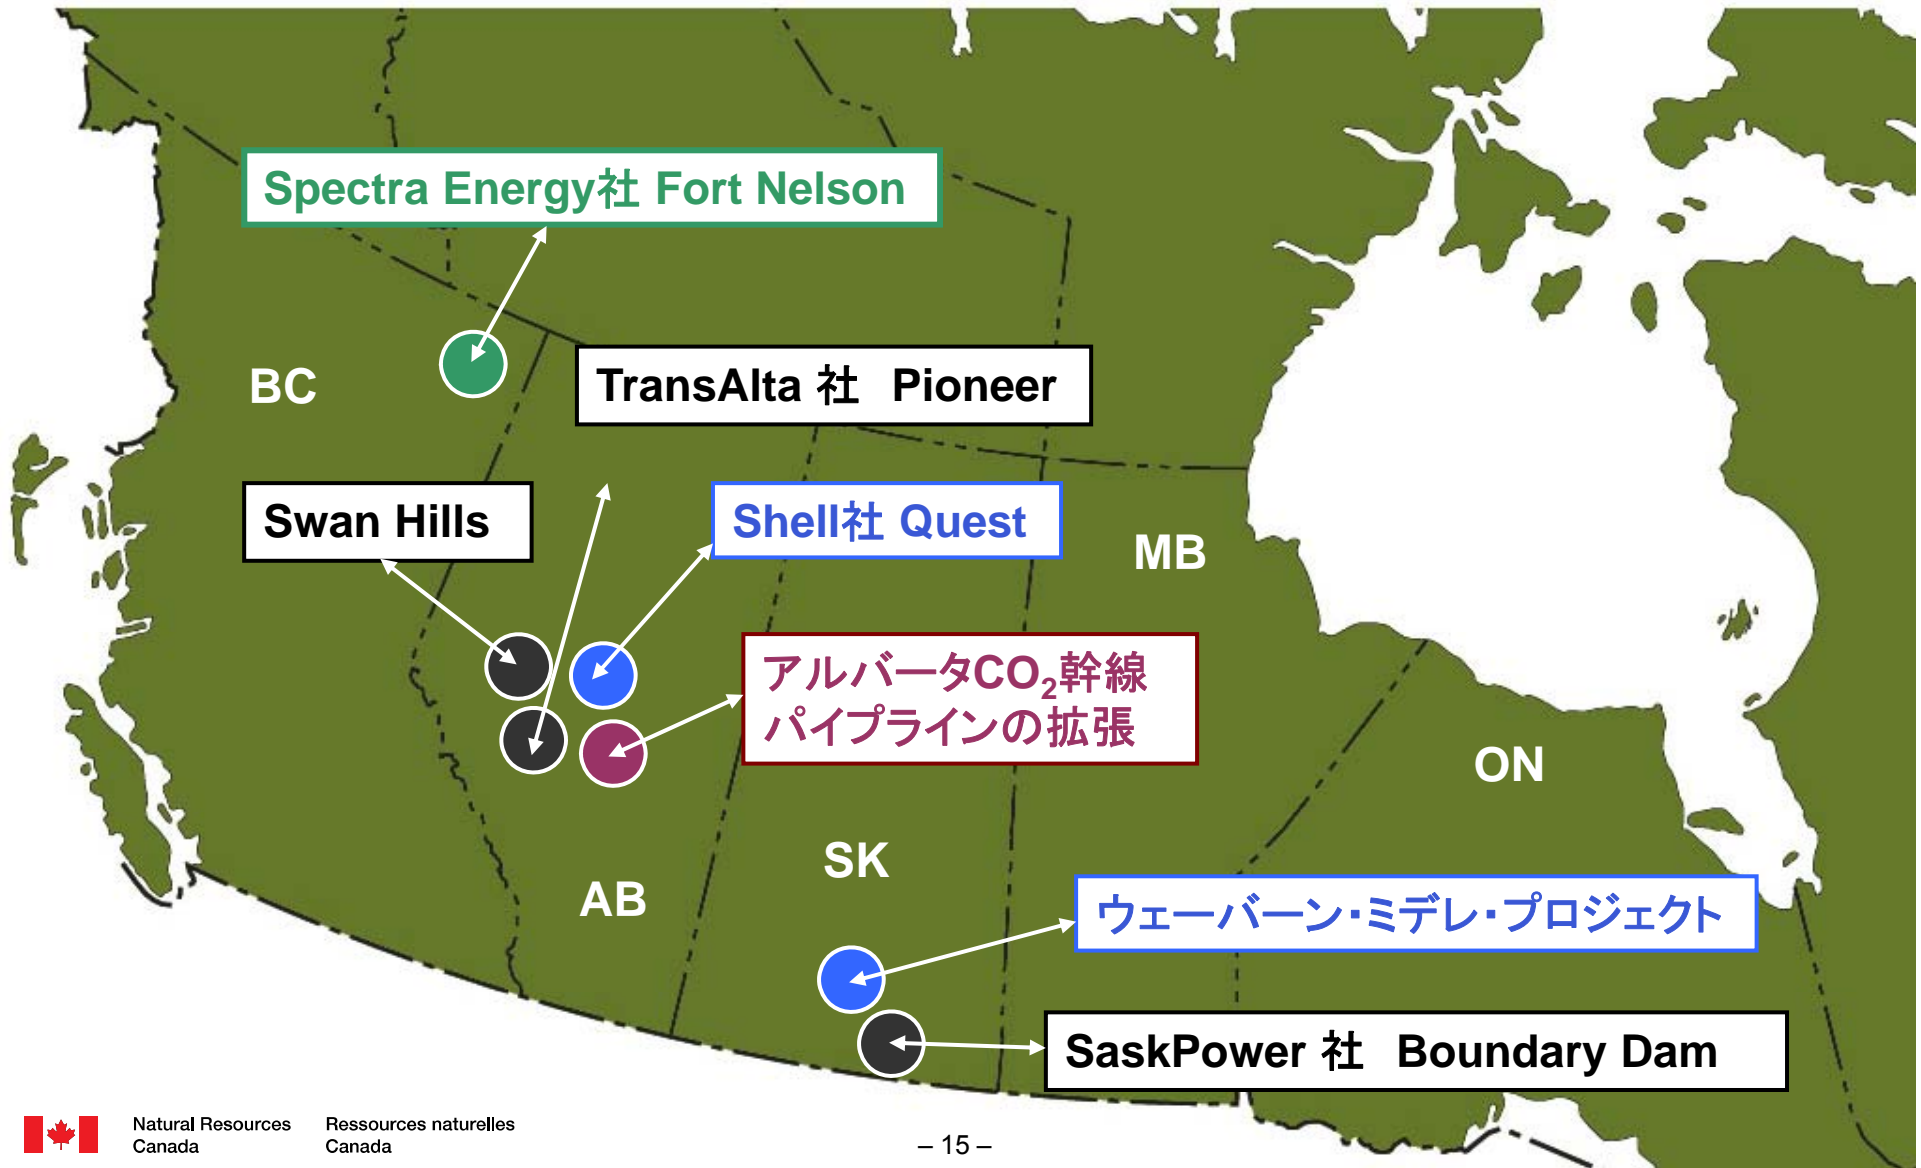 Spectra Energy社 Fort Nelson
BC
TransAlta 社　Pioneer
Swan Hills
Shell社 Quest
MB
アルバータCO₂幹線
パイプラインの拡張
ON
SK
AB
ウェーバーン・ミデレ・プロジェクト
SaskPower 社　Boundary Dam
Natural Resources
Canada
Ressources naturelles
Canada
– 15 –